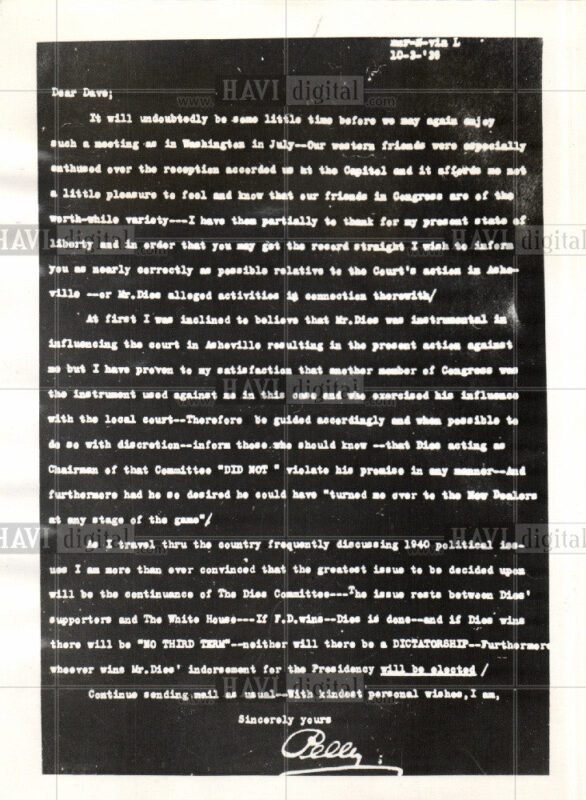 10-3-'39
Dear Dave;
It will undoubtedly be some little time before we may again enjoy
such a meeting as in Washington in July--Our western friends were especially
enthused over the reception accorded us at the Capitol and it affords me not
a little pleasure to feel and know that our friends in Congress are of the
worth-while variety---I have them partially to thank for my present state of
liberty and in order that you may get the record straight I wish to inform
you as nearly correctly as possible relative to the Court's action in Ashe-
ville --or Mr.Dies alleged activities in connection therewith/
At first I was inclined to believe that Mr.Dies was instrumental in
influencing the court in Asheville resulting in the present action against
me but I have proven to my satisfaction that another member of Congress was
the instrument used against me in this case and who exercised his influence
with the local court--Therefore be guided accordingly and when possible to
do so with discretion--inform those who should know --that Dies acting as
Chairman of that Committee "DID NOT " violate his promise in any manner--And
furthermore had he so desired he could have "turned me over to the New Dealers
at any stage of the game"/
As I travel thru the country frequently discussing 1940 political iss-
ues I am more than ever convinced that the greatest issue to be decided upon
will be the continuance of The Dies Committee---The issue rests between Dies'
supporters and The White House---If F.D.wins--Dies is done--and if Dies wins
there will be "NO THIRD TERM"--neither will there be a DICTATORSHIP--Furthermore
whoever wins Mr.Dies' indorsement for the Presidency will be elected /
Continue sending mail as usual--With kindest personal wishes,I am,
Sincerely yours
Pelley
HAVI digital
www.havidigital.com